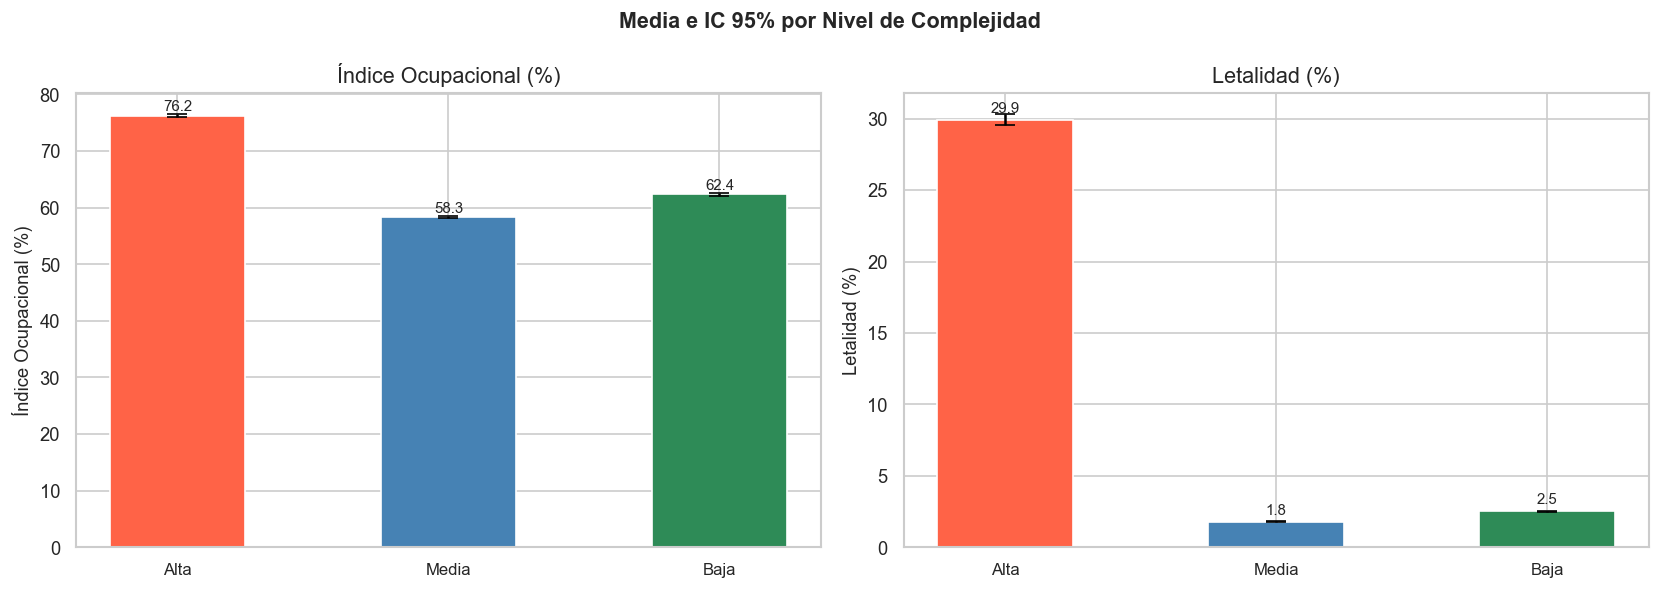 Media e IC 95% por Nivel de Complejidad
Índice Ocupacional (%)
Índice Ocupacional (%)
80
70
60
50
40
30
20
10
0
76.2
58.3
62.4
Alta
Media
Baja
Letalidad (%)
Letalidad (%)
30
25
20
15
10
5
0
29.9
1.8
2.5
Alta
Media
Baja